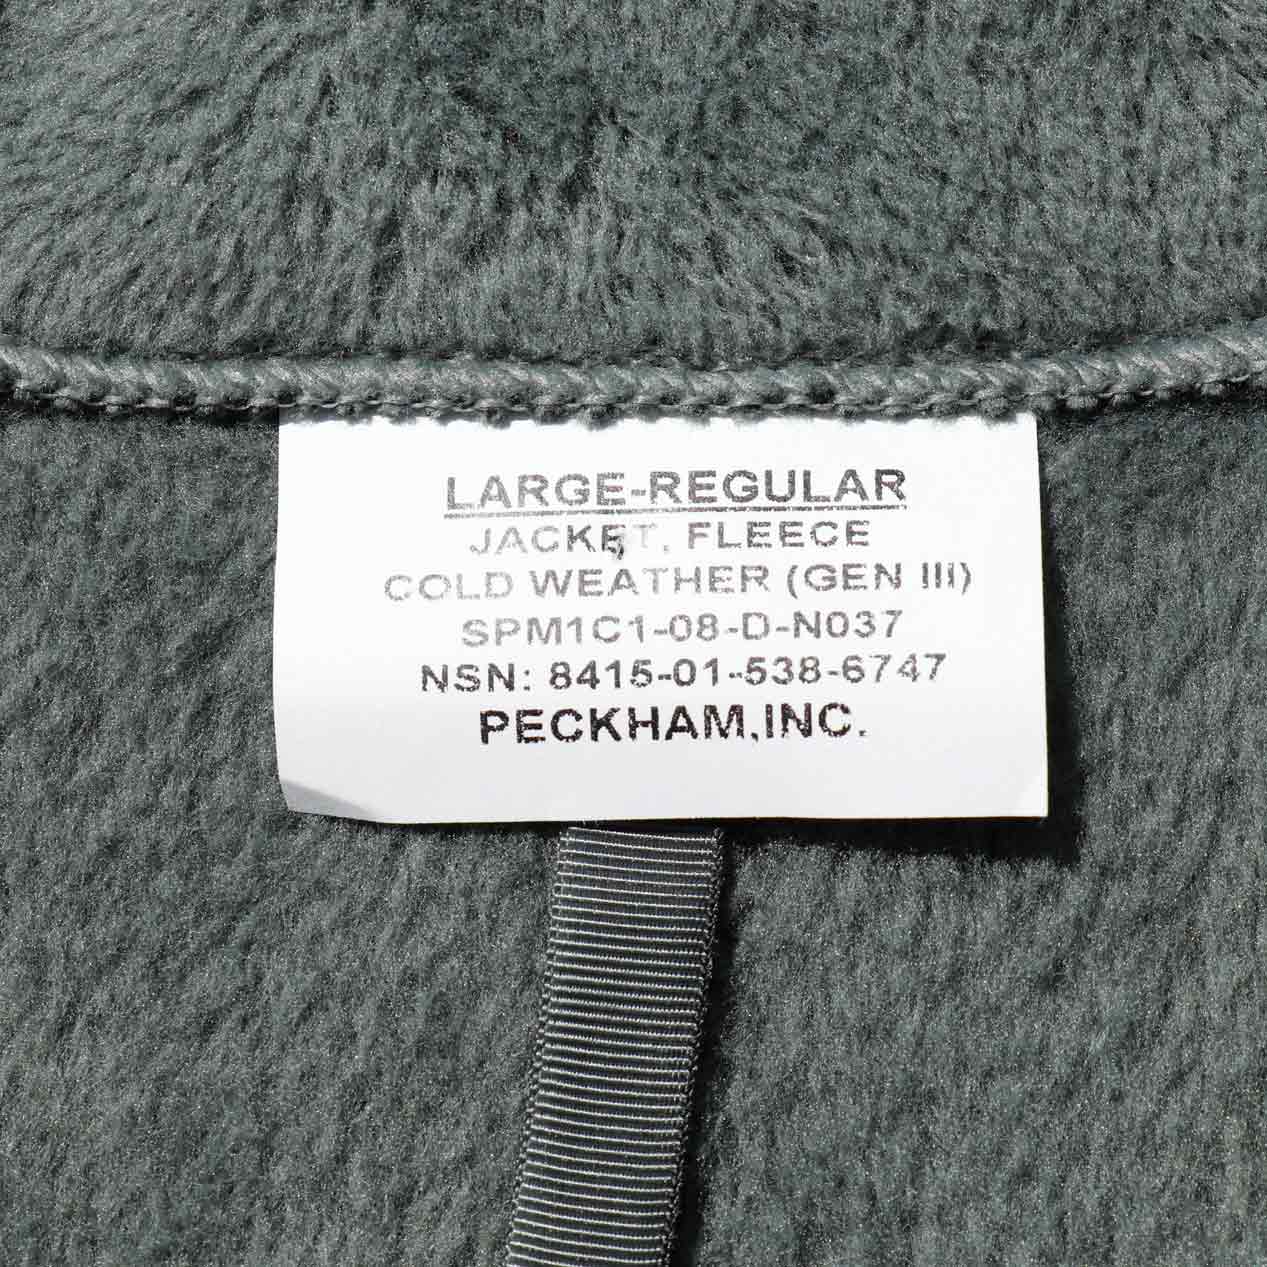 LARGE-REGULAR
JACKET, FLEECE
COLD WEATHER (GEN III)
SPM1C1-08-D-N037
NSN: 8415-01-538-6747
PECKHAM,INC.